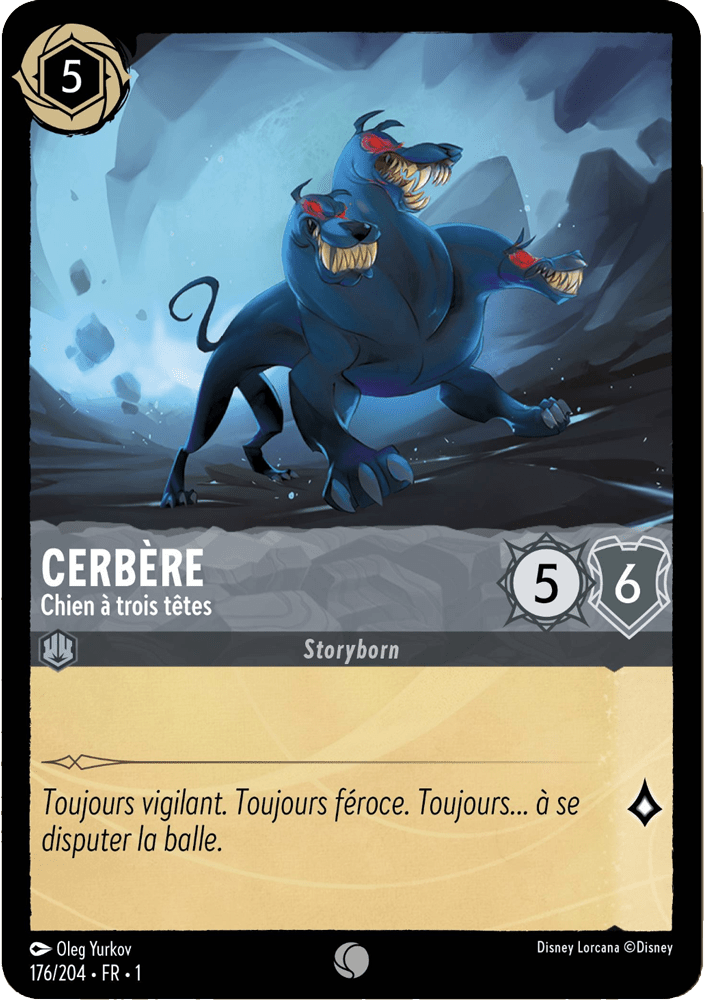 5
CERBÈRE
Chien à trois têtes
5
6
Storyborn
Toujours vigilant. Toujours féroce. Toujours... à se
disputer la balle.
Oleg Yurkov
Disney Lorcana ©Disney
176/204 • FR • 1